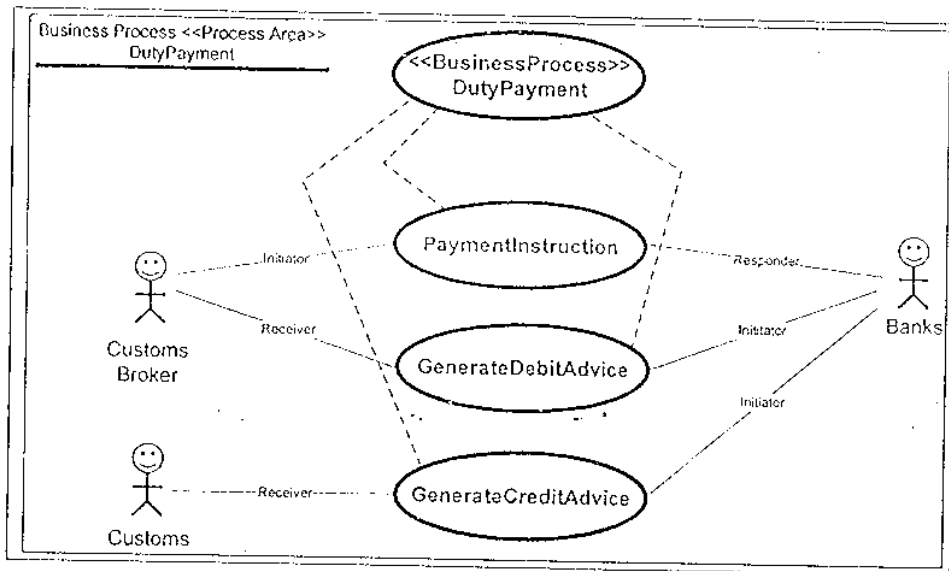 Business Process <<Process Area>>
DutyPayment
<<BusinessProcess>>
DutyPayment
PaymentInstruction
Initiator
Responder
Customs
Broker
Banks
Receiver
Initiator
GenerateDebitAdvice
Initiator
Receiver
GenerateCreditAdvice
Customs